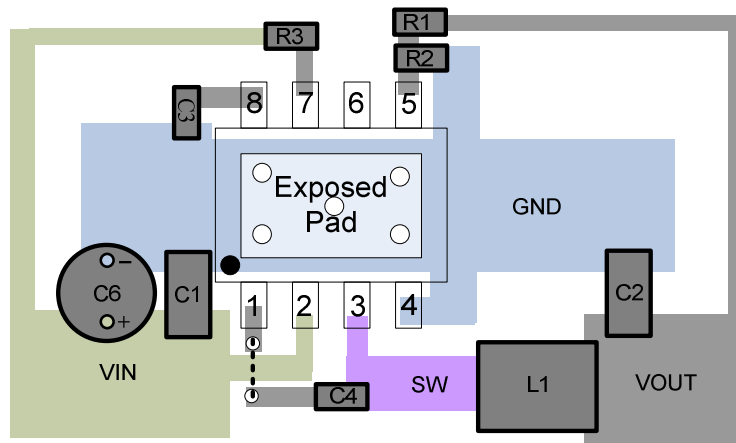 R1
R3
R2
8
7
6
5
C3
Exposed
Pad
GND
−
C6
+
C1
C2
1
2
3
4
VIN
C4
SW
L1
VOUT